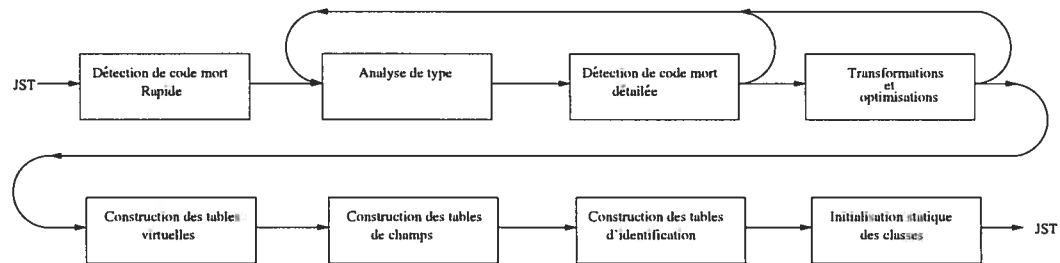 JST
Détection de code mort
Rapide
Analyse de type
Détection de code mort
détailée
Transformations
et
optimisations
Construction des tables
virtuelles
Construction des tables
de champs
Construction des tables
d'identification
Initialisation statique
des classes
JST